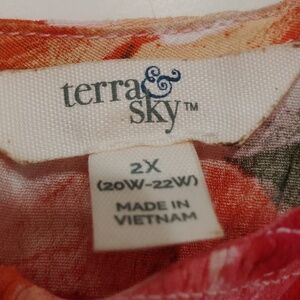 terra &
sky™
2X
(20W-22W)
MADE IN
VIETNAM